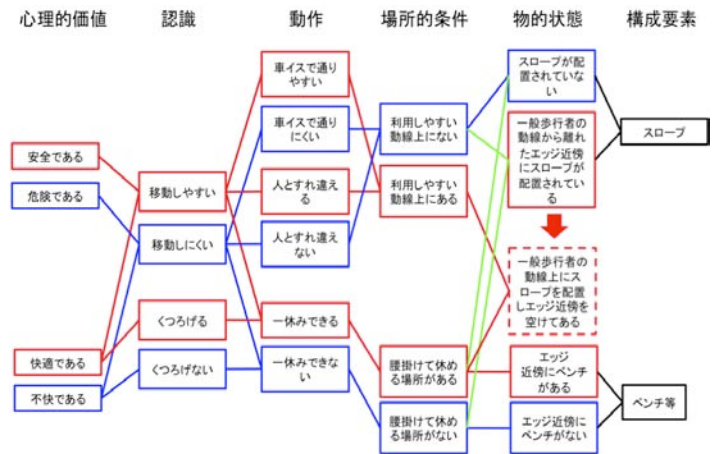 心理的価値
認識
動作
場所的条件
物的状態
構成要素
安全である
危険である
快適である
不快である
移動しやすい
移動しにくい
くつろげる
くつろげない
車イスで通り
やすい
車イスで通り
にくい
人とすれ違え
る
人とすれ違え
ない
一休みできる
一休みできな
い
利用しやすい
動線上にない
利用しやすい
動線上にある
腰掛けて休め
る場所がある
腰掛けて休め
る場所がない
スロープが配
置されていな
い
一般歩行者の
動線から離れ
たエッジ近傍
にスロープが
配置されてい
る
一般歩行者の
動線上にス
ロープを配置
しエッジ近傍を
空けてある
エッジ
近傍にベンチ
がある
エッジ近傍に
ベンチがない
スロープ
ベンチ等